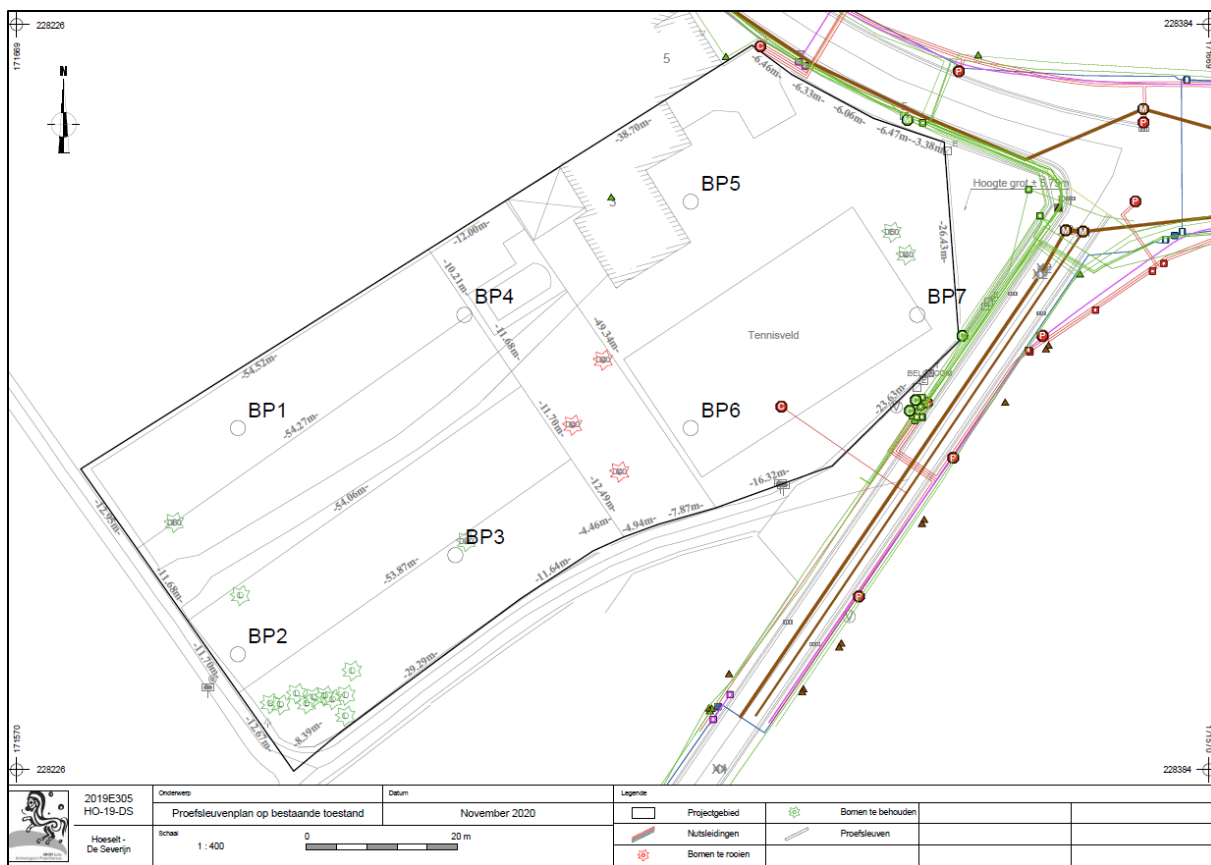 228226
228384
171669
171669
N
5
-6.46m-
-6.33m-
-6.06m-
-6.47m-
-3.38m-
-38.70m-
BP5
3
Hoogte grot ± 5.75m
-26.43m-
-12.00m-
-10.21m-
BP4
-11.68m-
-49.34m-
BP7
Tennisveld
-54.52m-
BP1
-54.27m-
-11.70m-
BP6
-23.63m-
-54.06m-
-12.49m-
-16.32m-
-7.87m-
-4.94m-
-4.46m-
-12.95m-
BP3
-53.87m-
-11.64m-
-11.68m-
BP2
-11.70m-
-29.29m-
-12.67m-
-8.39m-
171570
171570
228226
228384
2019E305
HO-19-DS
Hoeselt -
De Severijn
Onderwerp
Proefsleuvenplan op bestaande toestand
Datum
November 2020
Schaal
1 : 400
0
20 m
Legende
Projectgebied
Bomen te behouden
Nutsleidingen
Proefsleuven
Bomen te rooien